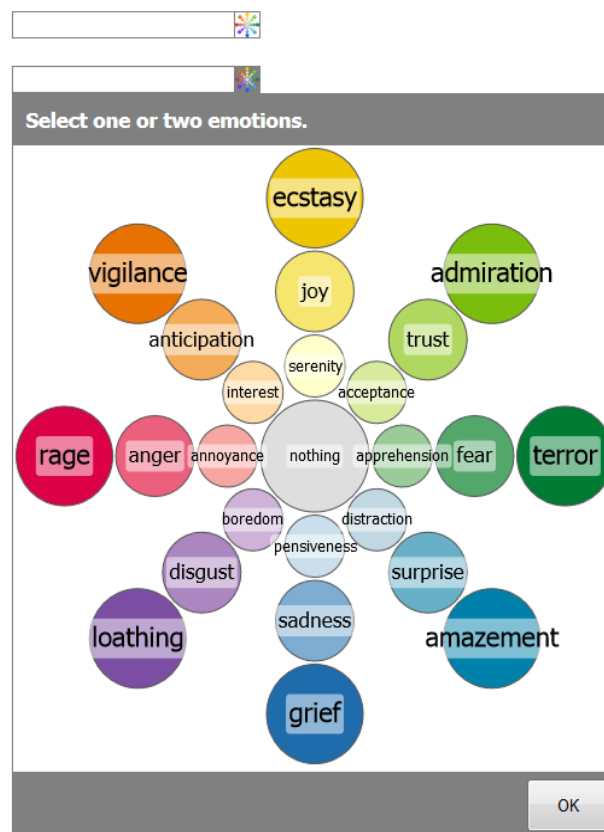 Select one or two emotions.
ecstasy
vigilance
admiration
joy
anticipation
trust
serenity
interest
acceptance
rage
anger
annoyance
nothing
apprehension
fear
terror
boredom
distraction
pensiveness
disgust
surprise
sadness
loathing
amazement
grief
OK